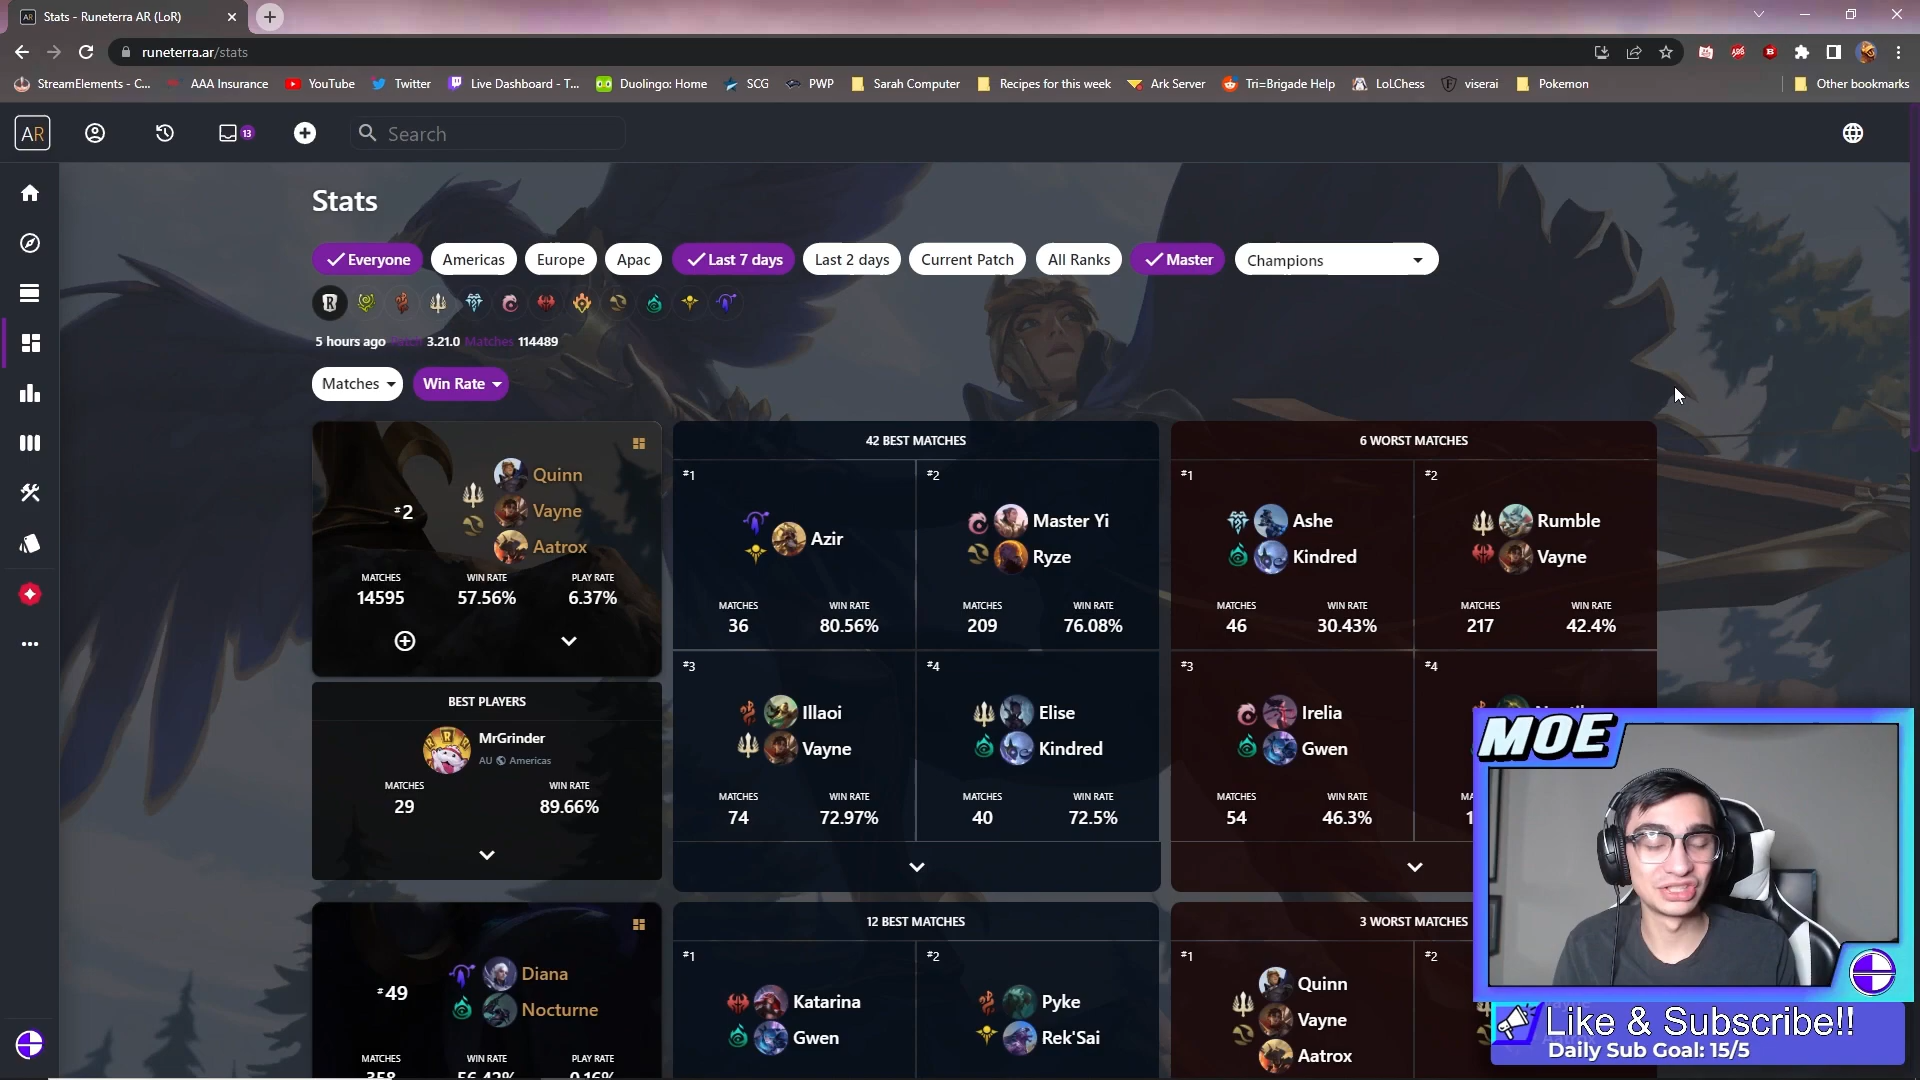 Stats - Runeterra AR (LoR)
runeterra.ar/stats
StreamElements - C...
AAA Insurance
YouTube
Twitter
Live Dashboard - T...
Duolingo: Home
SCG
PWP
Sarah Computer
Recipes for this week
Ark Server
Tri=Brigade Help
LoLChess
viserai
Pokemon
Other bookmarks
AR
13
Search
Stats
Everyone
Americas
Europe
Apac
Last 7 days
Last 2 days
Current Patch
All Ranks
Master
Champions
5 hours ago Patch 3.21.0 Matches 114489
Matches
Win Rate
#2
Quinn
Vayne
Aatrox
MATCHES
14595
WIN RATE
57.56%
PLAY RATE
6.37%
BEST PLAYERS
MrGrinder
AU Americas
MATCHES
29
WIN RATE
89.66%
42 BEST MATCHES
#1
Azir
MATCHES
36
WIN RATE
80.56%
#2
Master Yi
Ryze
MATCHES
209
WIN RATE
76.08%
#3
Illaoi
Vayne
MATCHES
74
WIN RATE
72.97%
#4
Elise
Kindred
MATCHES
40
WIN RATE
72.5%
6 WORST MATCHES
#1
Ashe
Kindred
MATCHES
46
WIN RATE
30.43%
#2
Rumble
Vayne
MATCHES
217
WIN RATE
42.4%
#3
Irelia
Gwen
MATCHES
54
WIN RATE
46.3%
#4
#49
Diana
Nocturne
MATCHES
358
WIN RATE
56.42%
PLAY RATE
0.16%
12 BEST MATCHES
#1
Katarina
Gwen
#2
Pyke
Rek'Sai
3 WORST MATCHES
#1
Quinn
Vayne
Aatrox
#2
MOE
Like & Subscribe!!
Daily Sub Goal: 15/5